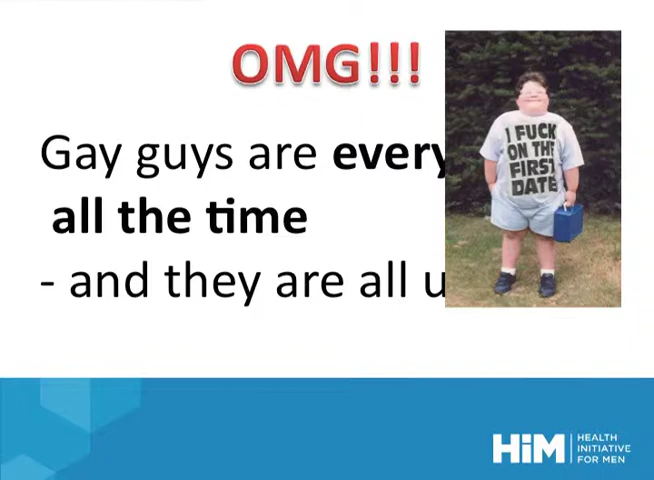 OMG!!!
Gay guys are every
all the time
- and they are all u
I FUCK
ON THE
FIRST
DATE
HiM
HEALTH
INITIATIVE
FOR MEN